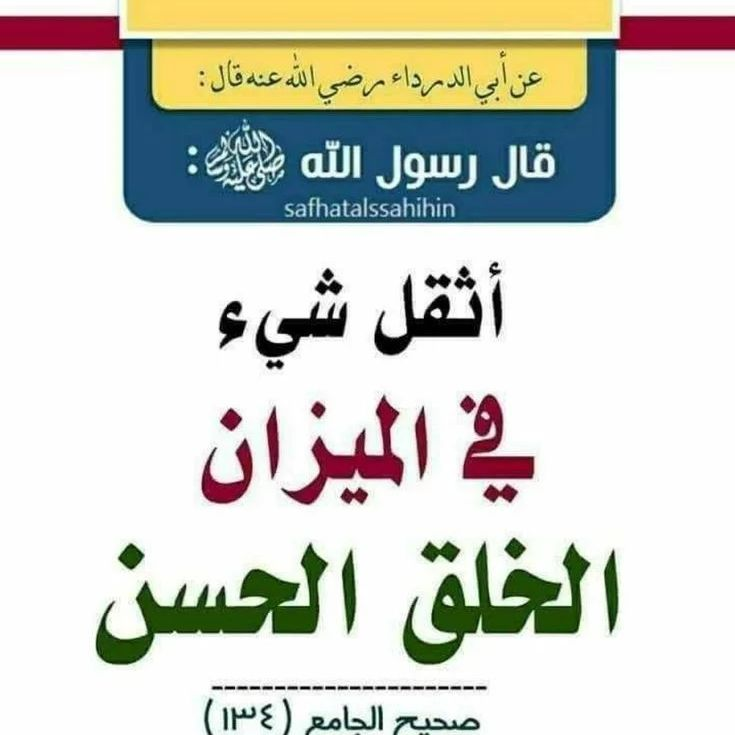 عن أبي الدرداء رضي الله عنه قال :
قال رسول الله ﷺ :
safhatalssahihin
أثقل شيء
في الميزان
الخلق الحسن
صحيح الجامع (١٣٤)